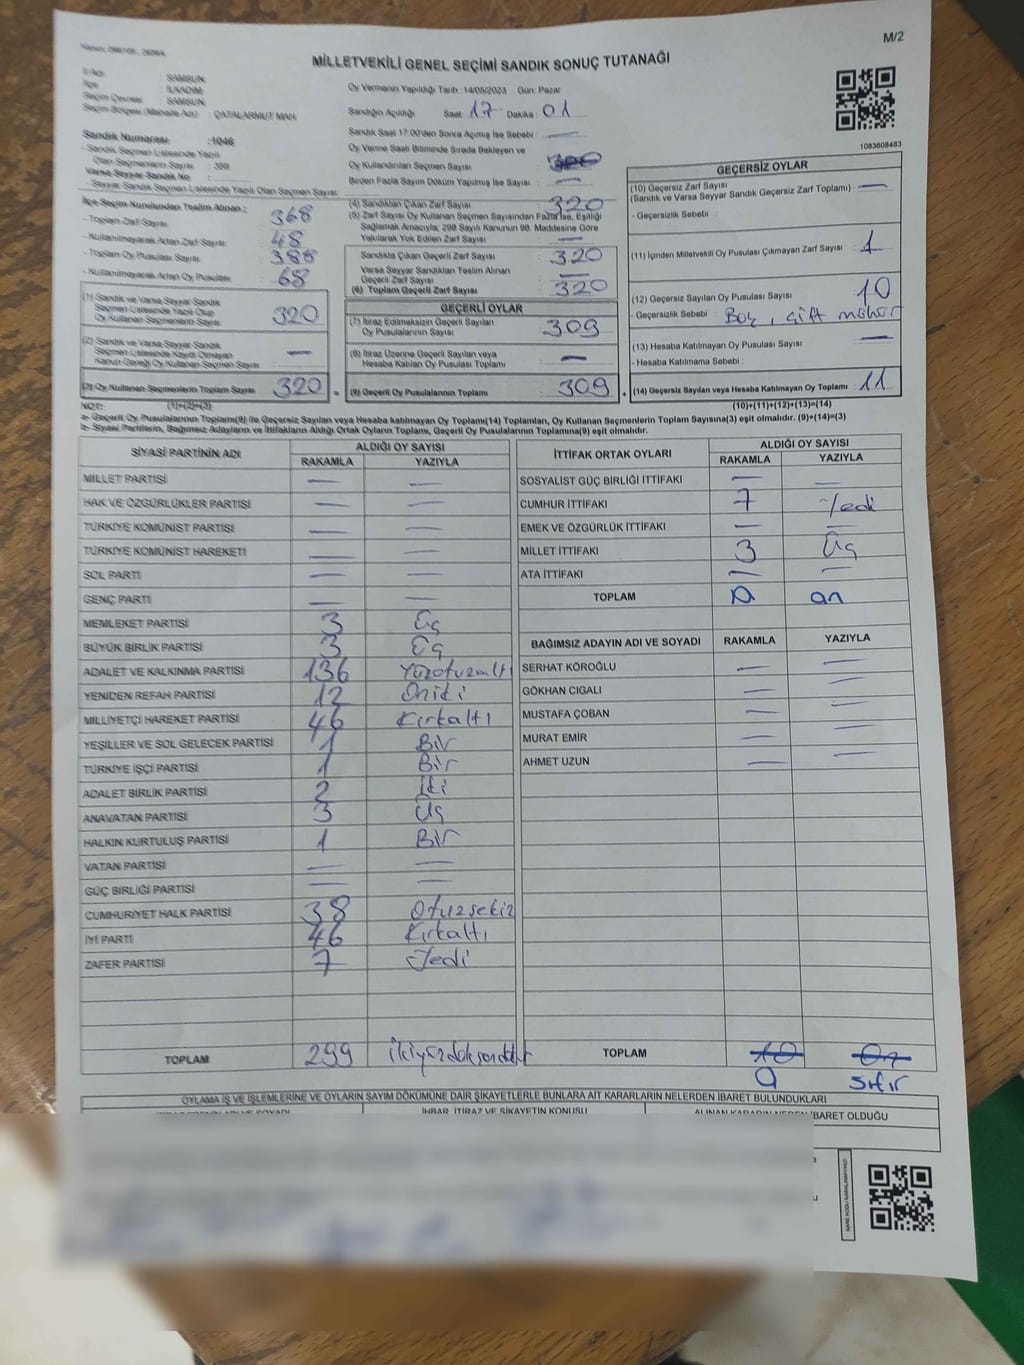 M/2
MİLLETVEKİLİ GENEL SEÇİMİ SANDIK SONUÇ TUTANAĞI
İl Adı : SAMSUN
İlçe : İLKADIM
Seçim Çevresi : SAMSUN
Seçim Bölgesi (Mahalle Adı) : ÇATALARMUT MAH.
Sandık Numarası :1046
- Sandık Seçmen Listesinde Yazılı
Olan Seçmenlerin Sayısı : 369
Varsa Seyyar Sandık No :
- Seyyar Sandık Seçmen Listesinde Yazılı Olan Seçmen Sayısı:
Oy Vermenin Yapıldığı Tarih :14/05/2023 Gün: Pazar
Sandığın Açıldığı Saat : 17 Dakika : 01
Sandık Saat 17:00'den Sonra Açılmış İse Sebebi : —
Oy Verme Saati Bitiminde Sırada Bekleyen ve
Oy Kullandırılan Seçmen Sayısı
Birden Fazla Sayım Döküm Yapılmış İse Sayısı : —
1083608483
İlçe Seçim Kurulundan Teslim Alınan ;
- Toplam Zarf Sayısı : 368
- Kullanılmayarak Artan Zarf Sayısı : 48
- Toplam Oy Pusulası Sayısı : 388
- Kullanılmayarak Artan Oy Pusulası : 68
(1) Sandık ve Varsa Seyyar Sandık
Seçmen Listesinde Yazılı Olup
Oy Kullanan Seçmenlerin Sayısı : 320
(2) Sandık ve Varsa Seyyar Sandık
Seçmen Listesinde Kayıtlı Olmayan
Kanun Gereği Oy Kullanan Seçmen Sayısı : —
(3) Oy Kullanan Seçmenlerin Toplam Sayısı : 320 =
(4) Sandıktan Çıkan Zarf Sayısı : 320
(5) Zarf Sayısı Oy Kullanan Seçmen Sayısından Fazla İse, Eşitliği
Sağlamak Amacıyla; 298 Sayılı Kanunun 98. Maddesine Göre
Yakılarak Yok Edilen Zarf Sayısı : —
Sandıkta Çıkan Geçerli Zarf Sayısı : 320
Varsa Seyyar Sandıktan Teslim Alınan
Geçerli Zarf Sayısı : —
(6) Toplam Geçerli Zarf Sayısı : 320
GEÇERLİ OYLAR
(7) İtiraz Edilmeksizin Geçerli Sayılan
Oy Pusulalarının Sayısı : 309
(8) İtiraz Üzerine Geçerli Sayılan veya
Hesaba Katılan Oy Pusulası Toplamı : —
(9) Geçerli Oy Pusulalarının Toplamı : 309 +
GEÇERSİZ OYLAR
(10) Geçersiz Zarf Sayısı
(Sandık ve Varsa Seyyar Sandık Geçersiz Zarf Toplamı) : —
- Geçersizlik Sebebi :
(11) İçinden Milletvekili Oy Pusulası Çıkmayan Zarf Sayısı : 1
(12) Geçersiz Sayılan Oy Pusulası Sayısı : 10
- Geçersizlik Sebebi : Boş, çift mühür
(13) Hesaba Katılmayan Oy Pusulası Sayısı : —
- Hesaba Katılmama Sebebi :
(14) Geçersiz Sayılan veya Hesaba Katılmayan Oy Toplamı : 11
NOT: (1)+(2)=(3) (10)+(11)+(12)+(13)=(14)
a- Geçerli Oy Pusulalarının Toplamı(9) ile Geçersiz Sayılan veya Hesaba katılmayan Oy Toplamı(14) Toplamları, Oy Kullanan Seçmenlerin Toplam Sayısına(3) eşit olmalıdır. (9)+(14)=(3)
b- Siyasi Partilerin, Bağımsız Adayların ve İttifakların Aldığı Ortak Oyların Toplamı, Geçerli Oy Pusulalarının Toplamına(9) eşit olmalıdır.
SİYASİ PARTİNİN ADI ALDIĞI OY SAYISI
RAKAMLA YAZIYLA
MİLLET PARTİSİ — —
HAK VE ÖZGÜRLÜKLER PARTİSİ — —
TÜRKİYE KOMÜNİST PARTİSİ — —
TÜRKİYE KOMÜNİST HAREKETİ — —
SOL PARTİ — —
GENÇ PARTİ — —
MEMLEKET PARTİSİ 3 Üç
BÜYÜK BİRLİK PARTİSİ 3 Üç
ADALET VE KALKINMA PARTİSİ 136 Yüzotuzaltı
YENİDEN REFAH PARTİSİ 12 Oniki
MİLLİYETÇİ HAREKET PARTİSİ 46 Kırkaltı
YEŞİLLER VE SOL GELECEK PARTİSİ 1 Bir
TÜRKİYE İŞÇİ PARTİSİ 1 Bir
ADALET BİRLİK PARTİSİ 2 İki
ANAVATAN PARTİSİ 3 Üç
HALKIN KURTULUŞ PARTİSİ 1 Bir
VATAN PARTİSİ — —
GÜÇ BİRLİĞİ PARTİSİ — —
CUMHURİYET HALK PARTİSİ 38 Otuzsekiz
İYİ PARTİ 46 Kırkaltı
ZAFER PARTİSİ 7 Yedi
TOPLAM 299 ikiyüzdoksandokuz
İTTİFAK ORTAK OYLARI ALDIĞI OY SAYISI
RAKAMLA YAZIYLA
SOSYALİST GÜÇ BİRLİĞİ İTTİFAKI — —
CUMHUR İTTİFAKI 7 Yedi
EMEK VE ÖZGÜRLÜK İTTİFAKI — —
MİLLET İTTİFAKI 3 Üç
ATA İTTİFAKI — —
TOPLAM 10 on
BAĞIMSIZ ADAYIN ADI VE SOYADI RAKAMLA YAZIYLA
SERHAT KÖROĞLU — —
GÖKHAN CIGALI — —
MUSTAFA ÇOBAN — —
MURAT EMİR — —
AHMET UZUN — —
TOPLAM 10 On
0 sıfır
OYLAMA İŞ VE İŞLEMLERİNE VE OYLARIN SAYIM DÖKÜMÜNE DAİR ŞİKAYETLERLE BUNLARA AİT KARARLARIN NELERDEN İBARET BULUNDUKLARI
İHBAR, İTİRAZ VE ŞİKAYETİN KONUSU ALINAN KARARIN NEDEN İBARET OLDUĞU